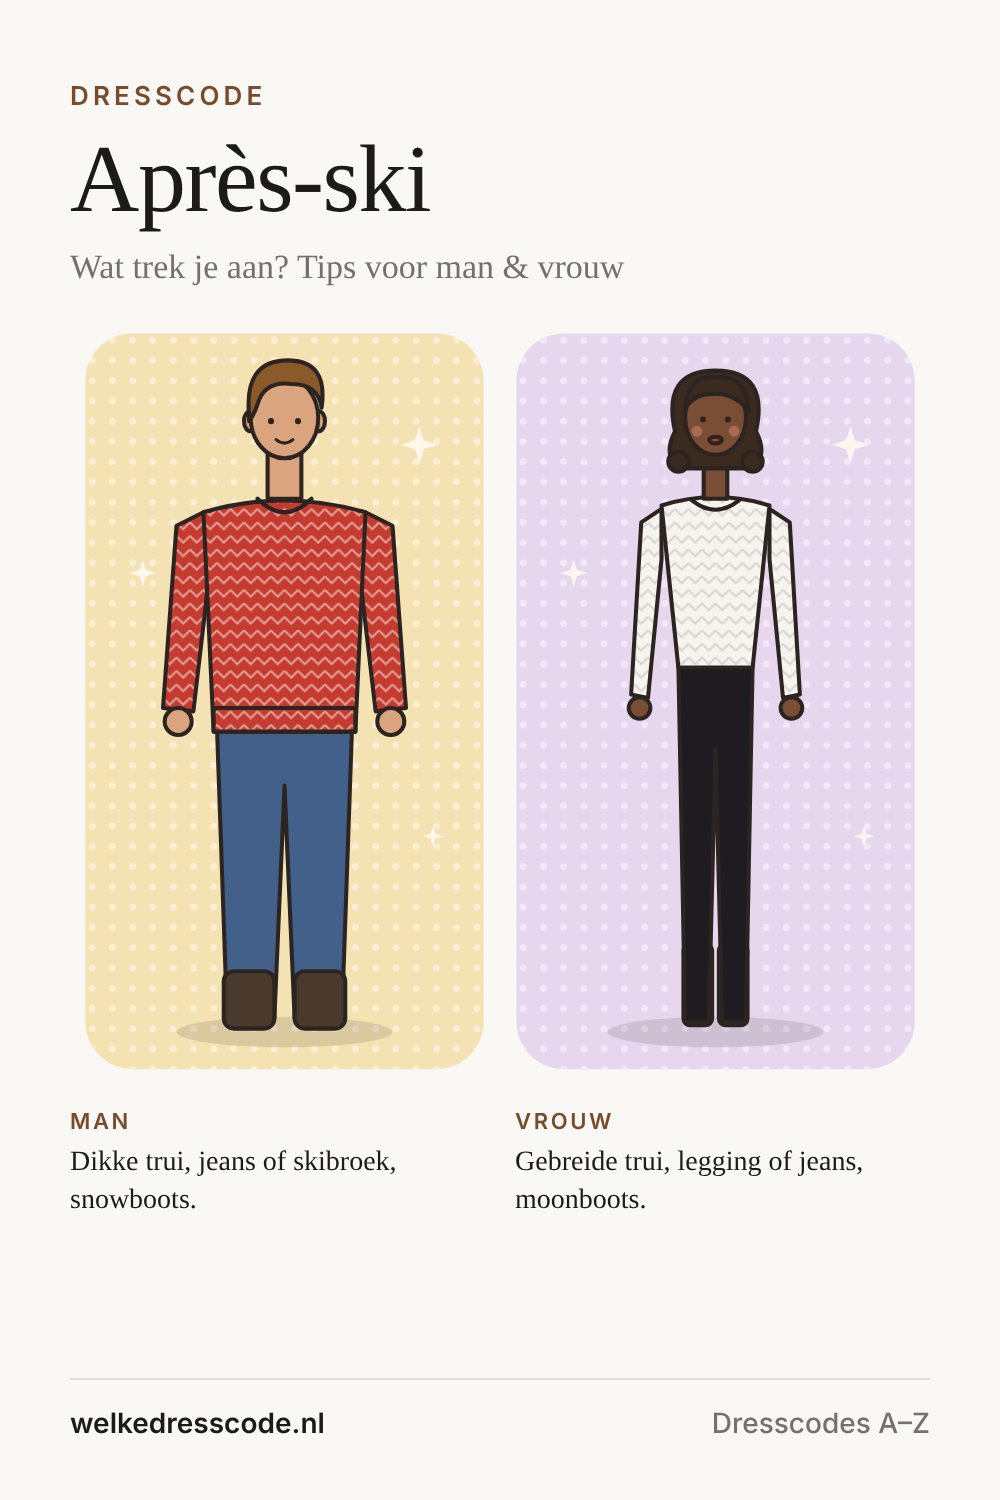 DRESSCODE
Après-ski
Wat trek je aan? Tips voor man & vrouw
MAN
Dikke trui, jeans of skibroek,
snowboots.
VROUW
Gebreide trui, legging of jeans,
moonboots.
welkedresscode.nl
Dresscodes A–Z